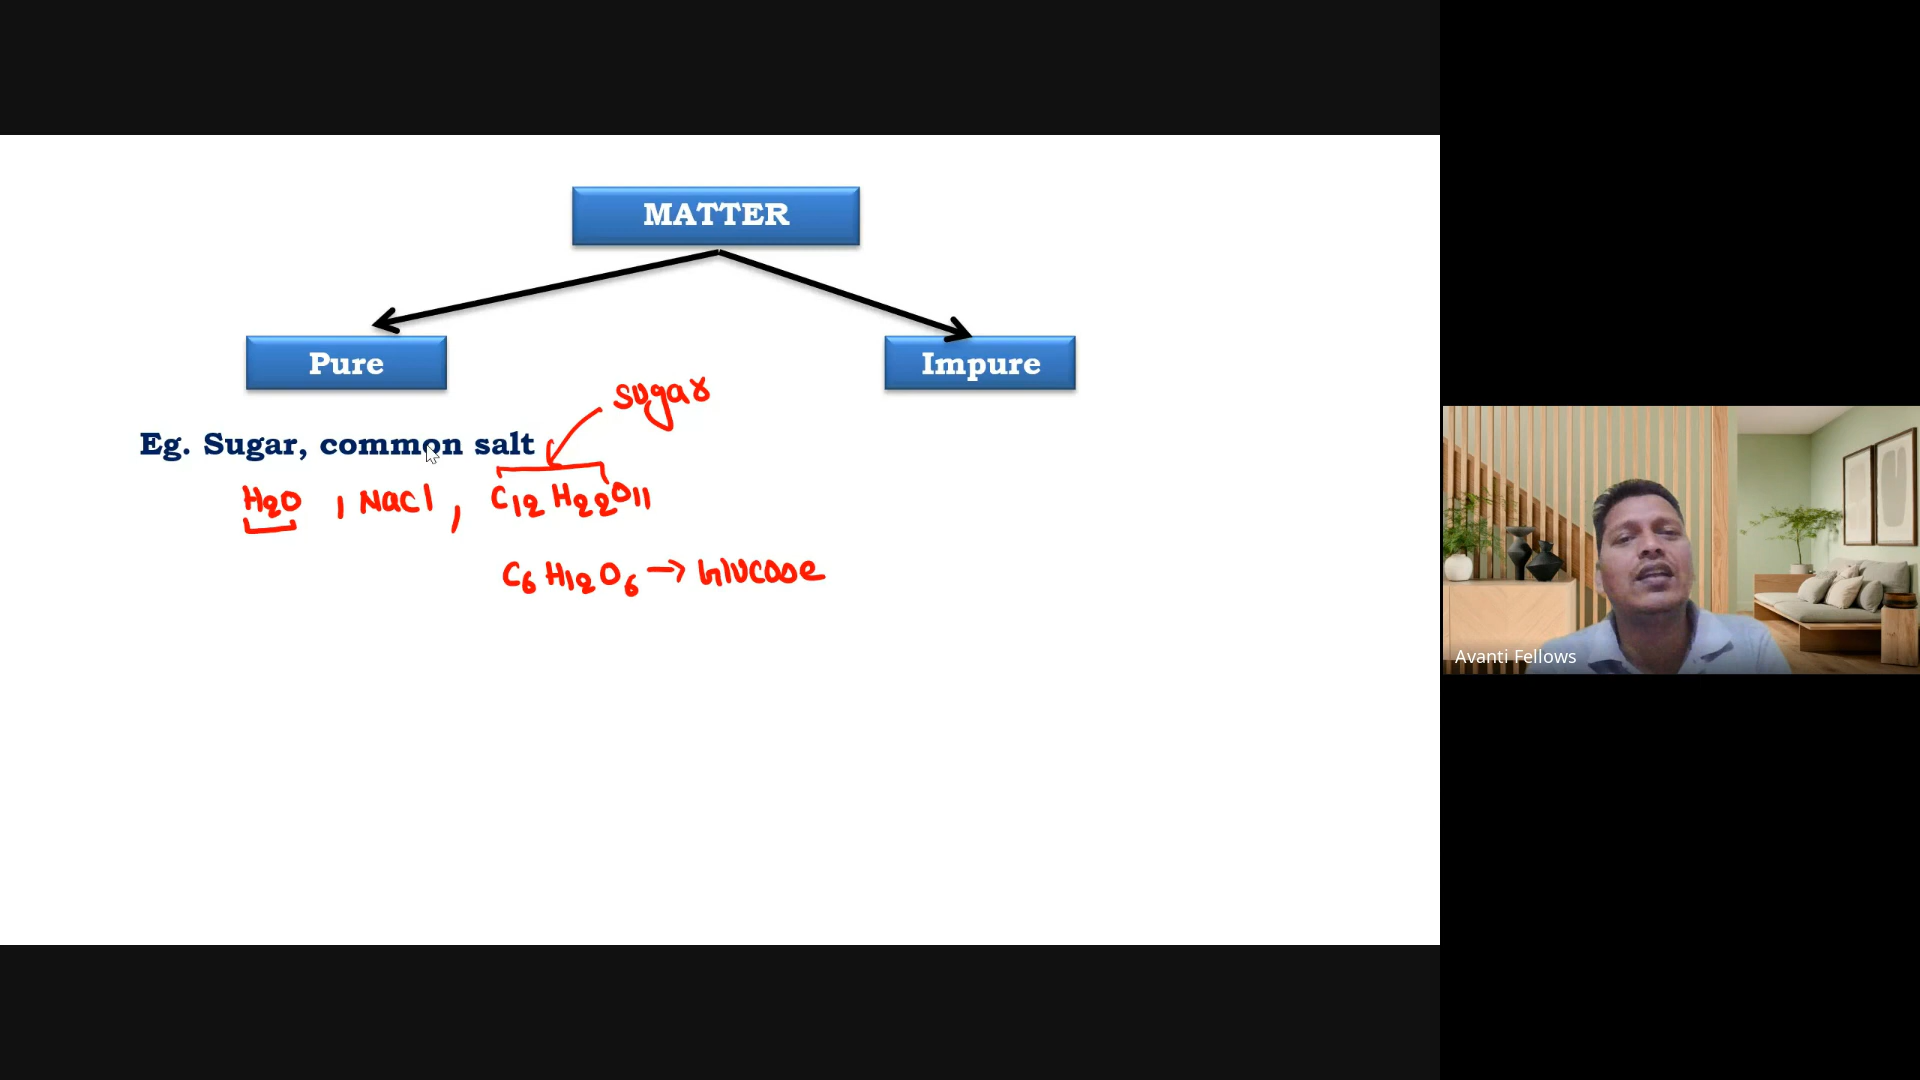 MATTER
Pure
Impure
sugar
Eg. Sugar, common salt
H2O , NaCl , C12 H22O11
C6 H12 O6 → Glucose
Avanti Fellows